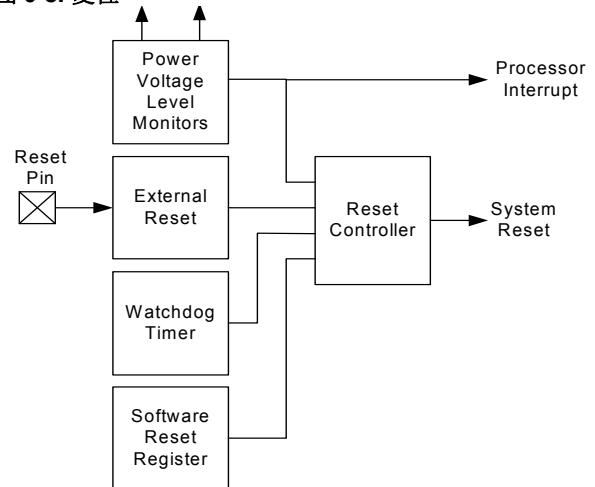 Power
Voltage
Level
Monitors
Processor
Interrupt
Reset
Pin
External
Reset
Reset
Controller
System
Reset
Watchdog
Timer
Software
Reset
Register